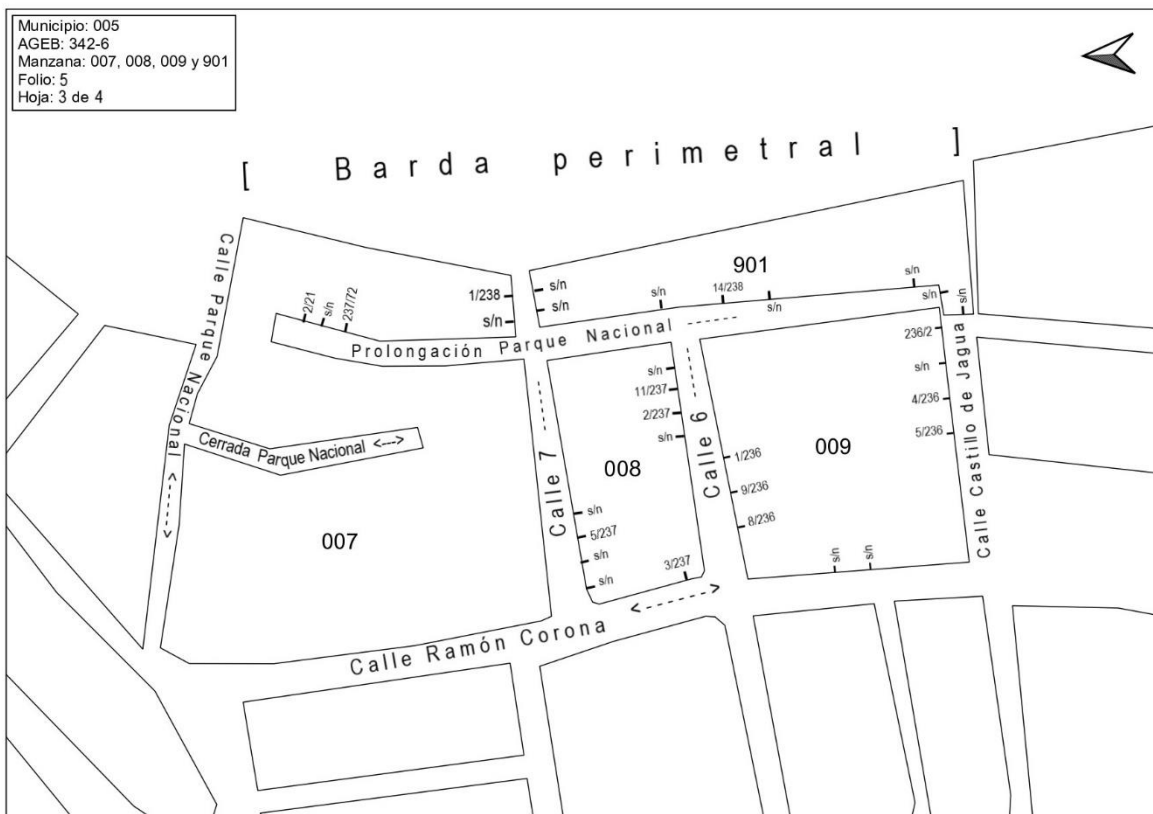 Municipio: 005
AGEB: 342-6
Manzana: 007, 008, 009 y 901
Folio: 5
Hoja: 3 de 4
[ Barda perimetral ]
Calle Parque Nacional <---->
2/21
s/n
237/72
1/238
s/n
s/n
s/n
901
s/n
14/238
s/n
s/n
s/n
s/n
Prolongación Parque Nacional ------
Cerrada Parque Nacional <--->
007
Calle 7 ------
s/n
5/237
s/n
s/n
008
s/n
11/237
2/237
s/n
3/237
Calle 6 ------
1/236
9/236
8/236
009
236/2
s/n
4/236
5/236
s/n
s/n
Calle Castillo de Jagua
Calle Ramón Corona <------>